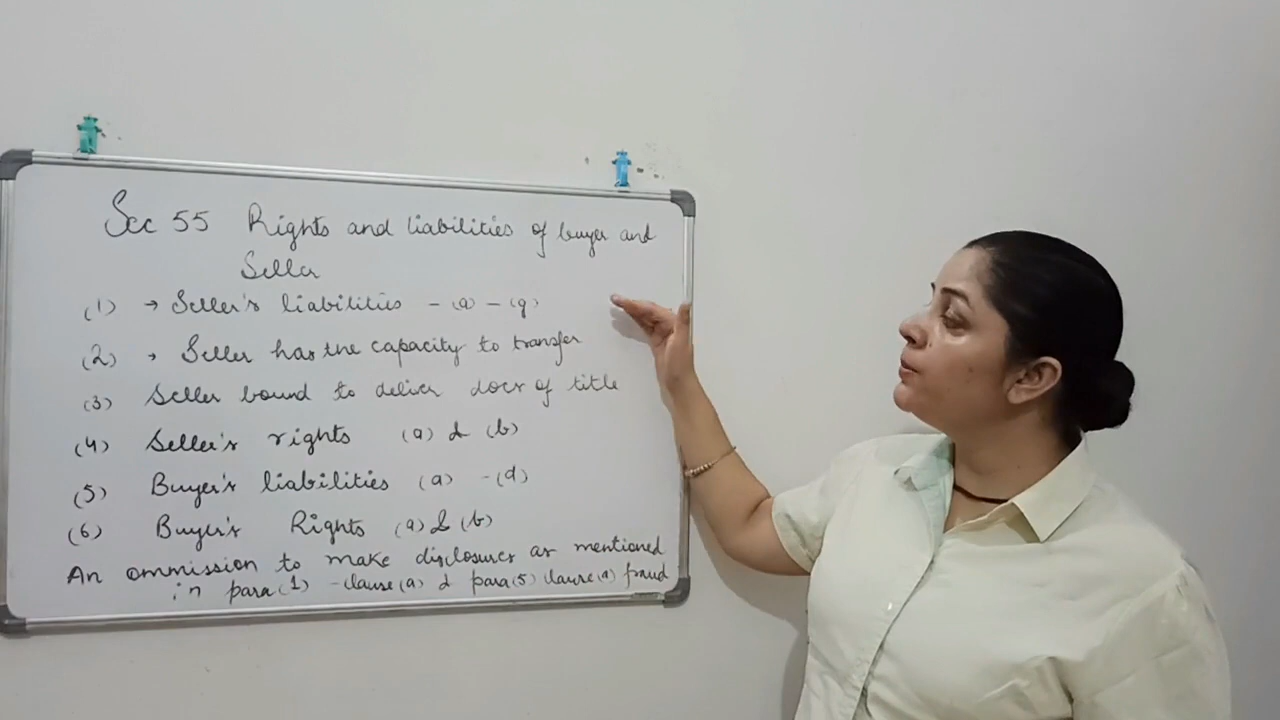 Sec 55 Rights and liabilities of buyer and
Seller
(1) → Seller's liabilities - (a) - (g)
(2) → Seller has the capacity to transfer
(3) Seller bound to deliver docs of title
(4) Seller's rights (a) & (b)
(5) Buyer's liabilities (a) - (d)
(6) Buyer's Rights (a) & (b)
An ommission to make disclosures as mentioned
in para (1) - clause (a) & para (5) clause (a) fraud